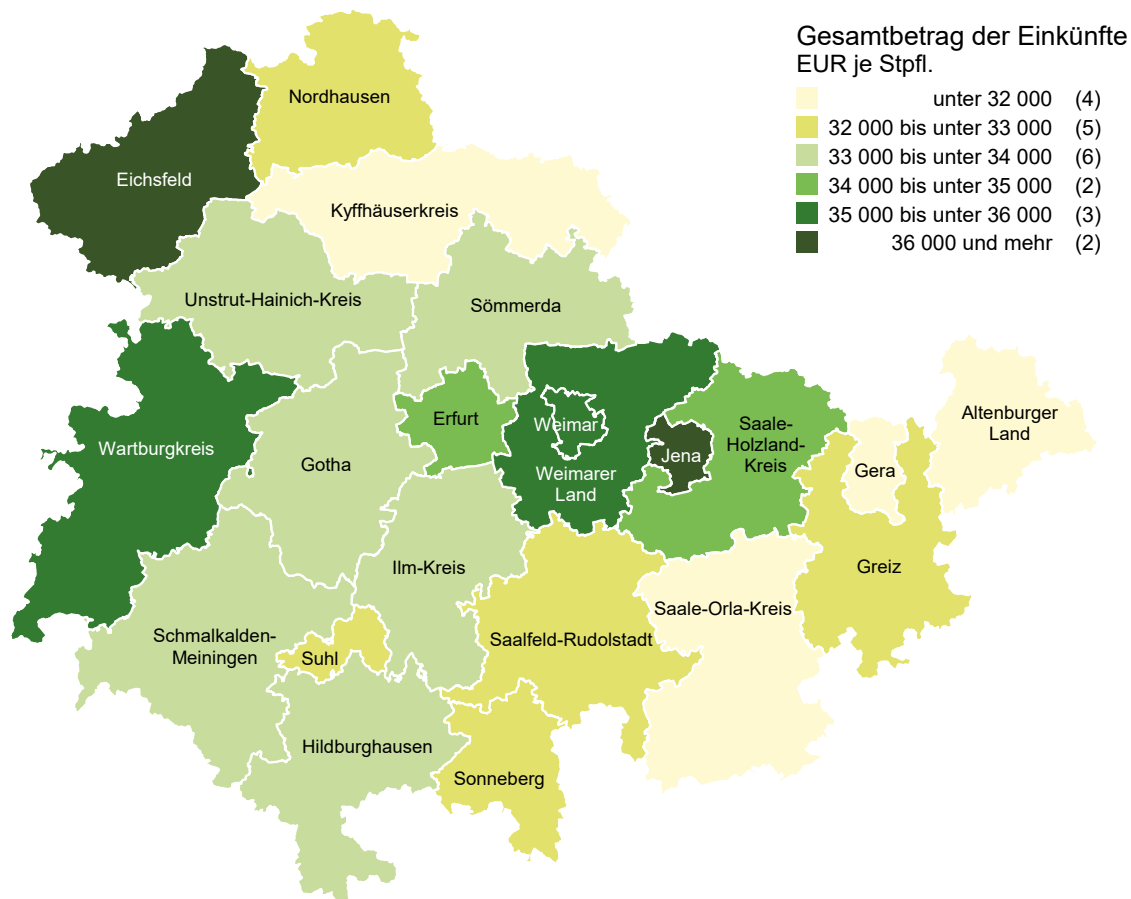 Gesamtbetrag der Einkünfte
EUR je Stpfl.
unter 32 000 (4)
32 000 bis unter 33 000 (5)
33 000 bis unter 34 000 (6)
34 000 bis unter 35 000 (2)
35 000 bis unter 36 000 (3)
36 000 und mehr (2)
Nordhausen
Eichsfeld
Kyffhäuserkreis
Unstrut-Hainich-Kreis
Sömmerda
Altenburger
Land
Erfurt
Weimar
Saale-
Holzland-
Kreis
Wartburgkreis
Gotha
Jena
Gera
Weimarer
Land
Ilm-Kreis
Greiz
Saale-Orla-Kreis
Schmalkalden-
Meiningen
Suhl
Saalfeld-Rudolstadt
Hildburghausen
Sonneberg